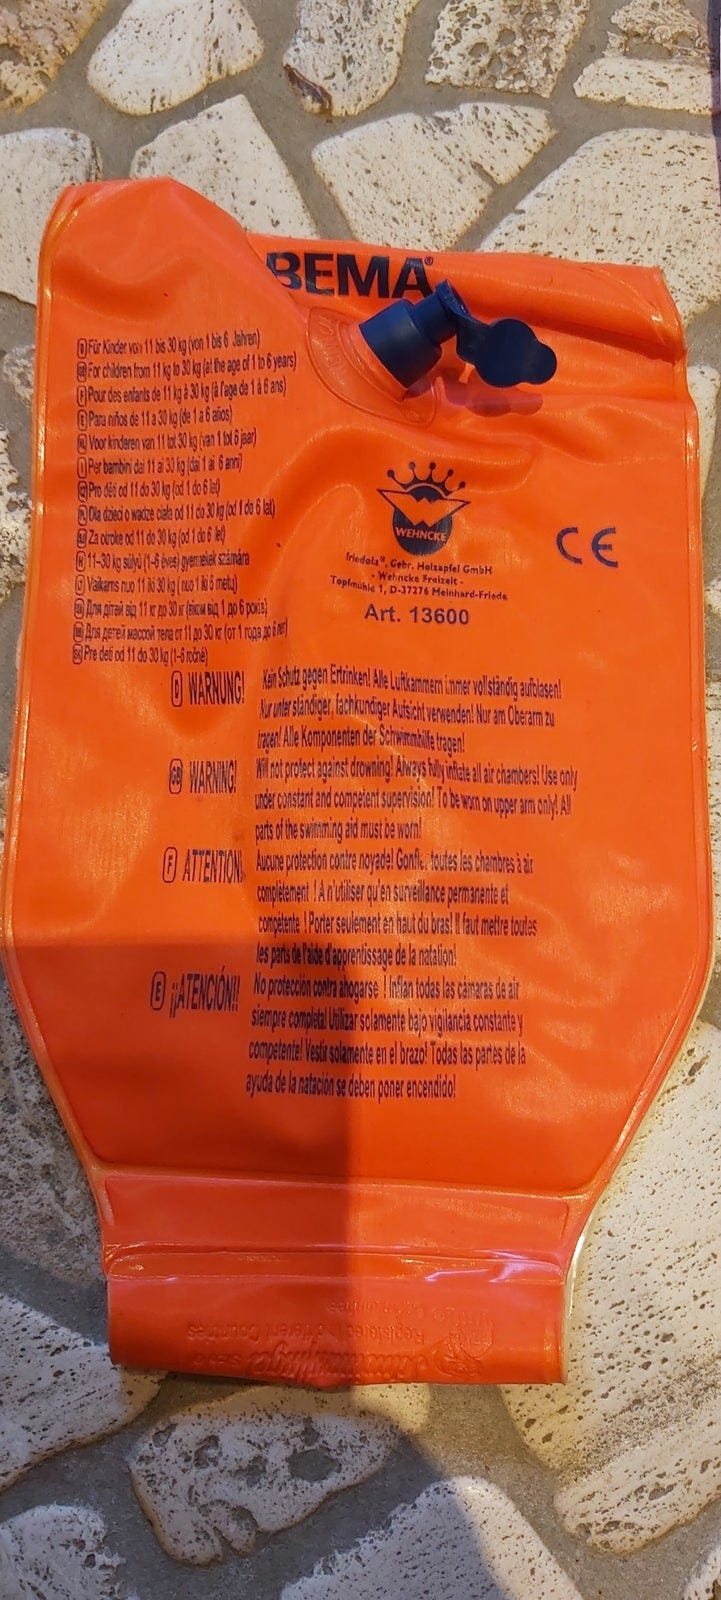 BEMA®
D Für Kinder von 11 bis 30 kg (von 1 bis 6 Jahren)
GB For children from 11 kg to 30 kg (at the age of 1 to 6 years)
F Pour des enfants de 11 kg à 30 kg (à l'age de 1 à 6 ans)
E Para niños de 11 a 30 kg (de 1 a 6 años)
NL Voor kinderen van 11 tot 30 kg (van 1 tot 6 jaar)
I Per bambini dai 11 ai 30 kg (dai 1 ai 6 anni)
CZ Pro děti od 11 do 30 kg (od 1 do 6 let)
PL Dla dzieci o wadze ciała od 11 do 30 kg (od 1 do 6 lat)
Za otroke od 11 do 30 kg (od 1 do 6 let)
H 11–30 kg súlyú (1–6 éves) gyermekek számára
LT Vaikams nuo 11 iki 30 kg (nuo 1 iki 6 metų)
UA Для дітей від 11 кг до 30 кг (віком від 1 до 6 років)
Для детей массой тела от 11 до 30 кг (от 1 года до 6 лет)
SK Pre deti od 11 do 30 kg (1-6 ročné)
WEHNCKE
friedola®, Gebr. Holzapfel GmbH
- Wehncke Freizeit -
Topfmühle 1, D-37276 Meinhard-Frieda
Art. 13600
CE
D WARNUNG! Kein Schutz gegen Ertrinken! Alle Luftkammern immer vollständig aufblasen!
Nur unter ständiger, fachkundiger Aufsicht verwenden! Nur am Oberarm zu
tragen! Alle Komponenten der Schwimmhilfe tragen!
GB WARNING! Will not protect against drowning! Always fully inflate all air chambers! Use only
under constant and competent supervision! To be worn on upper arm only! All
parts of the swimming aid must be worn!
F ATTENTION! Aucune protection contre noyade! Gonfle toutes les chambres à air
complètement ! A n'utiliser qu'en surveillance permanente et
compétente ! Porter seulement en haut du bras! Il faut mettre toutes
les parts de l'aide d'apprentissage de la natation!
E ¡¡ATENCIÓN!! No protección contra ahogarse ! Inflan todas las cámaras de air
siempre completa! Utilizar solamente bajo vigilancia constante y
competente! Vestir solamente en el brazo! Todas las partes de la
ayuda de la natación se deben poner encendido!
Registered in different Countries